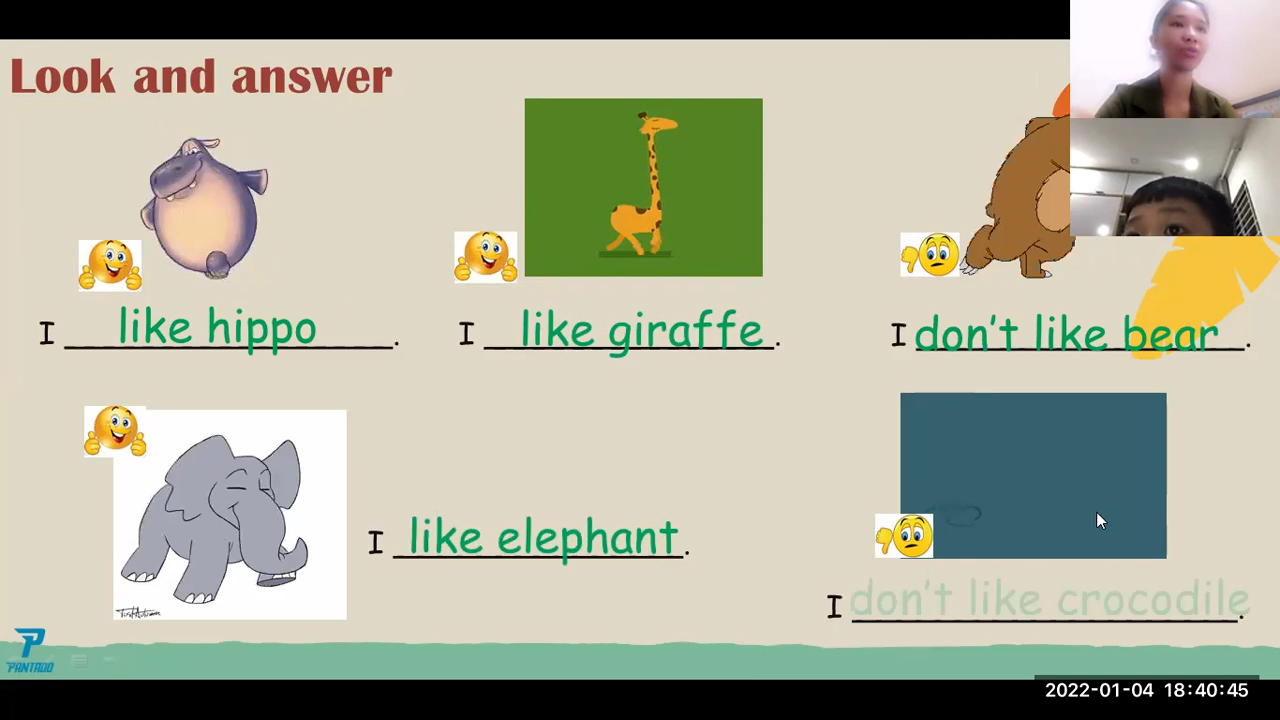 Look and answer
I like hippo.
I like giraffe.
I don't like bear.
I like elephant.
I don't like crocodile.
PANTADO
2022-01-04 18:40:45